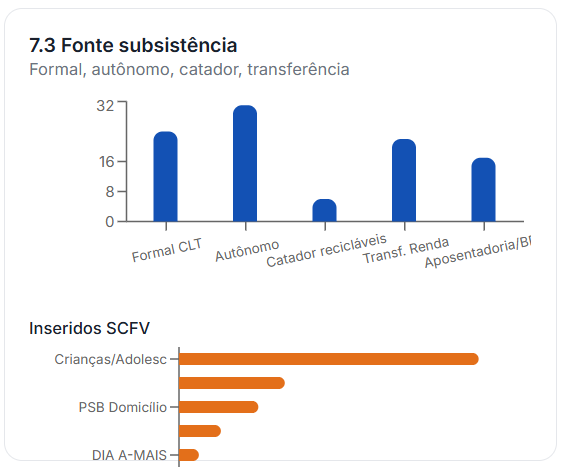 7.3 Fonte subsistência
Formal, autônomo, catador, transferência
32
16
8
0
Formal CLT
Autônomo
Catador recicláveis
Transf. Renda
Aposentadoria/
Inseridos SCFV
Crianças/Adolesc
PSB Domicílio
DIA A-MAIS